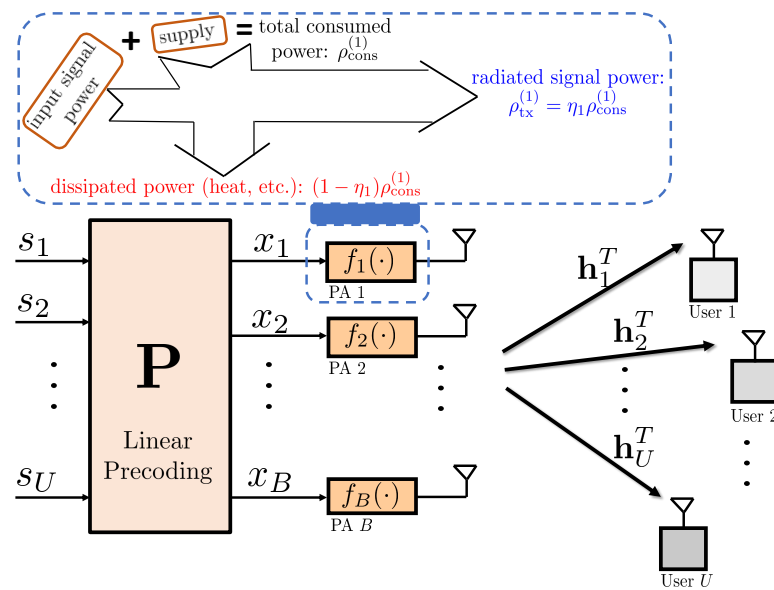 input signal power + supply = total consumed power: ρ_cons^(1)
radiated signal power:
ρ_tx^(1) = η_1 ρ_cons^(1)
dissipated power (heat, etc.): (1 − η_1)ρ_cons^(1)
s_1
x_1
f_1(·)
PA 1
h_1^T
User 1
s_2
x_2
f_2(·)
PA 2
h_2^T
User 2
P
Linear
Precoding
s_U
x_B
f_B(·)
PA B
h_U^T
User U